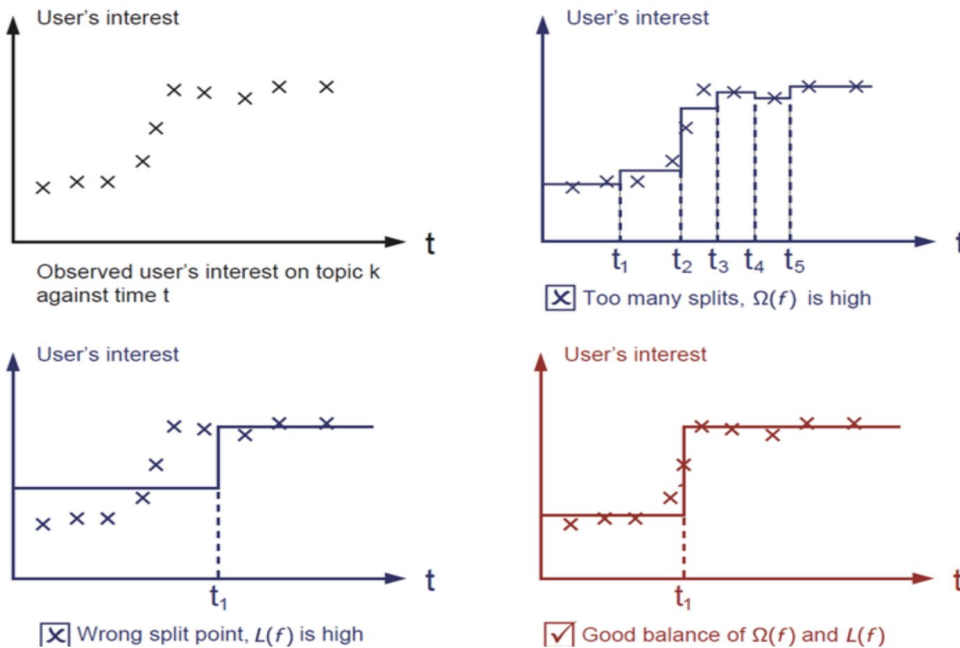 User's interest
t
Observed user's interest on topic k
against time t
User's interest
t
t₁ t₂ t₃ t₄ t₅
Too many splits, Ω(f) is high
User's interest
t
t₁
Wrong split point, L(f) is high
User's interest
t
t₁
Good balance of Ω(f) and L(f)